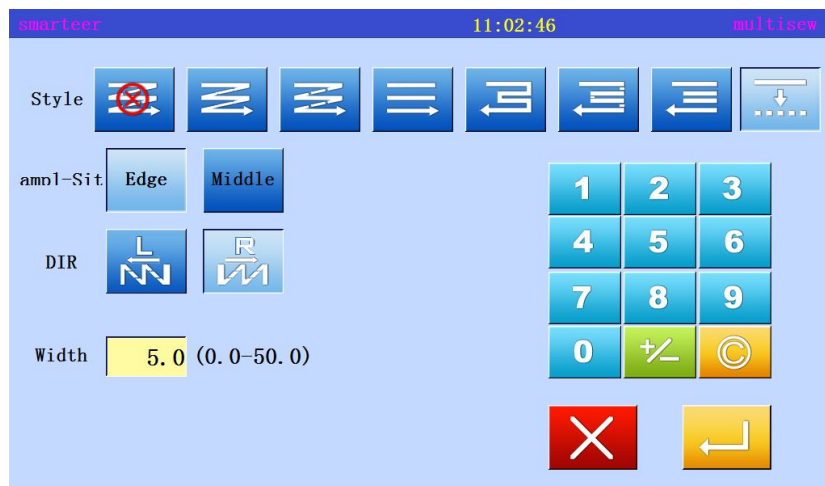 smarteer 11:02:46 multisew
Style
ampl-Sit Edge Middle
L R
DIR
Width 5.0 (0.0-50.0)
1 2 3
4 5 6
7 8 9
0 +/- ©